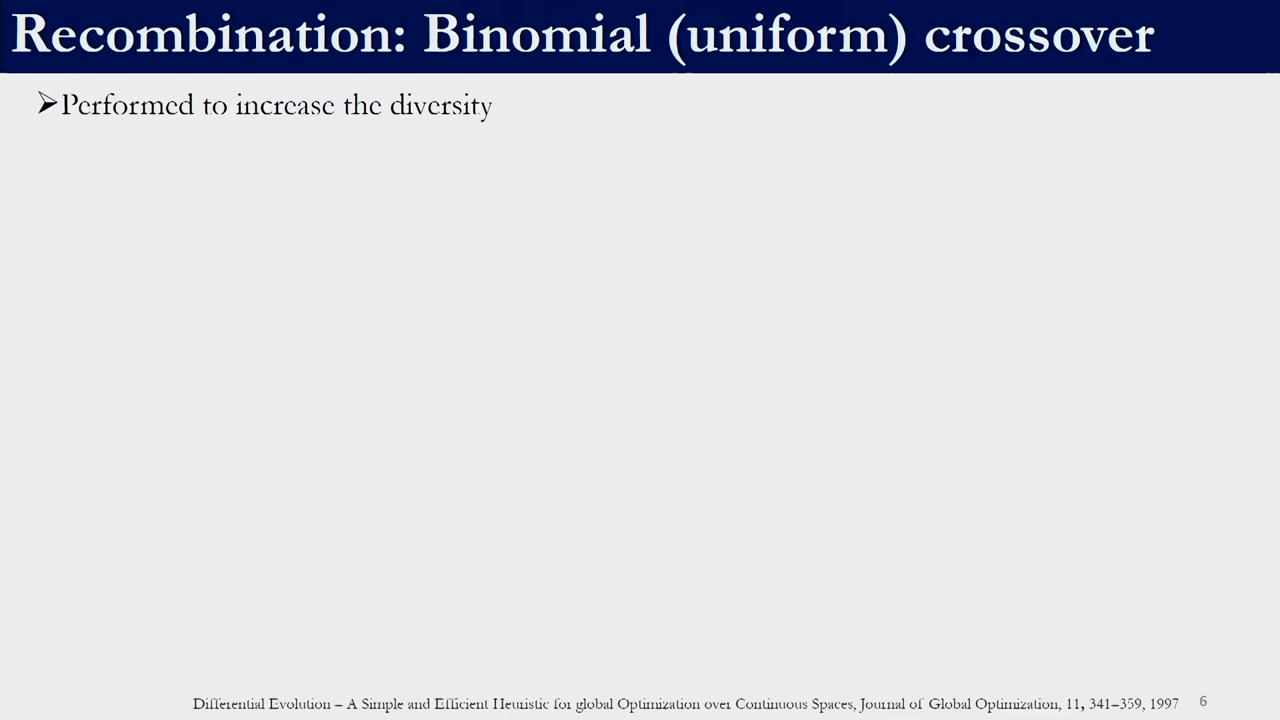 Recombination: Binomial (uniform) crossover
➢Performed to increase the diversity
Differential Evolution – A Simple and Efficient Heuristic for global Optimization over Continuous Spaces, Journal of Global Optimization, 11, 341–359, 1997
6